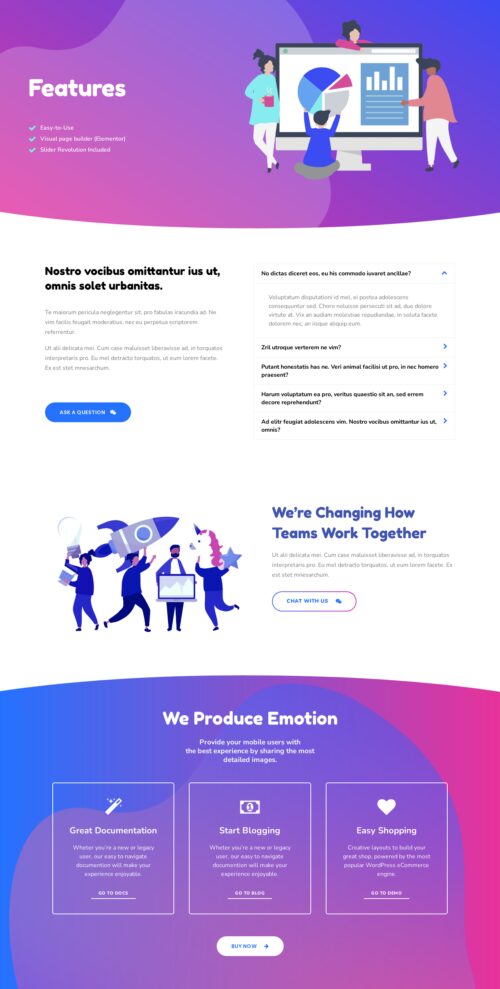 Features
Easy-to-Use
Visual page builder (Elementor)
Slider Revolution Included
Nostro vocibus omittantur ius ut,
omnis solet urbanitas.
Te maiorum pericula neglegentur sit, pro fabulas iracundia ad. Ne
vim facilis feugait moderatius, nec eu perpetua scriptorem
referrentur.
Ut alii delicata mei. Cum case maluisset liberavisse ad, in torquatos
interpretaris pro. Eu mel detracto torquatos, ut eum lorem facete.
Ex est stet mnesarchum.
ASK A QUESTION
No dictas diceret eos, eu his commodo iuvaret ancillae?
Voluptatum disputationi id mel, ei postea adolescens
consequuntur sed. Choro noluisse persecuti sit ad, duo dolore
virtute at. Vix an audiam molestiae repudiandae, in soluta facete
dolorem nec, an iisque aliquip eum.
Zril utroque verterem ne vim?
Putant honestatis has ne. Veri animal facilisi ut pro, in nec homero
praesent?
Harum voluptatum ea pro, veritus quaestio sit an, sed errem
decore reprehendunt?
Ad elitr feugiat adolescens vim. Nostro vocibus omittantur ius ut,
omnis?
We're Changing How
Teams Work Together
Ut alii delicata mei. Cum case maluisset liberavisse ad, in torquatos
interpretaris pro. Eu mel detracto torquatos, ut eum lorem facete. Ex
est stet mnesarchum.
CHAT WITH US
We Produce Emotion
Provide your mobile users with
the best experience by sharing the most
detailed images.
Great Documentation
Wheter you're a new or legacy
user, our easy to navigate
documention will make your
experience enjoyable.
GO TO DOCS
Start Blogging
Wheter you're a new or legacy
user, our easy to navigate
documention will make your
experience enjoyable.
GO TO BLOG
Easy Shopping
Creative layouts to build your
great shop, powered by the most
popular WordPress eCommerce
engine.
GO TO DEMO
BUY NOW